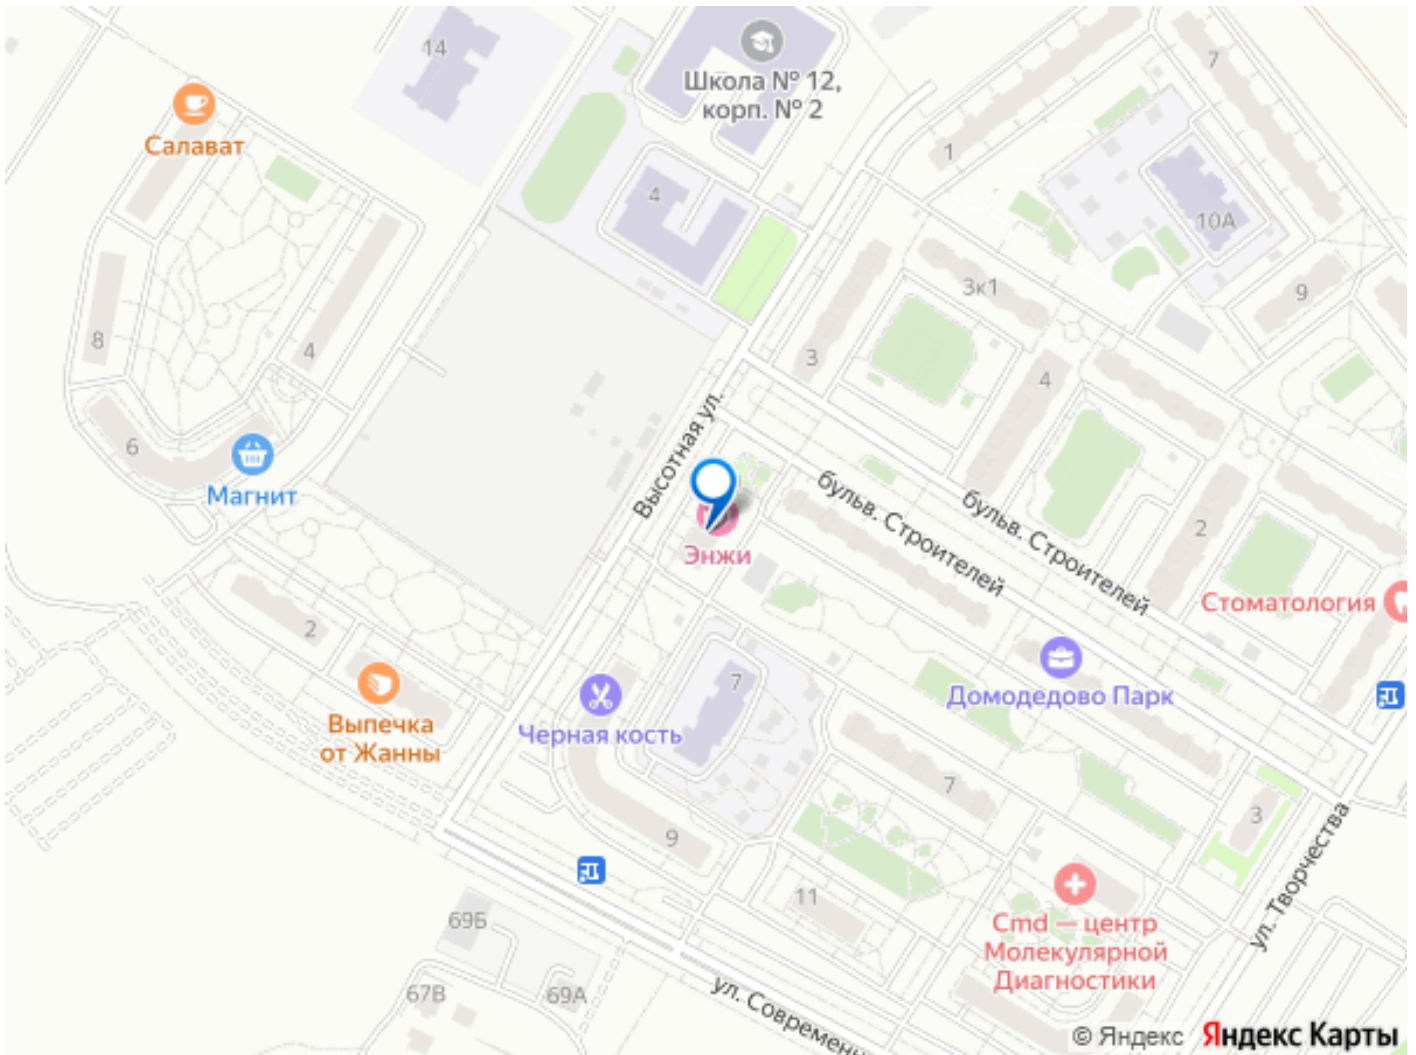 14
Школа № 12,
корп. № 2
7
Салават
1
4
10А
3к1
9
8
4
3
4
6
Магнит
Высотная ул.
бульв. Строителей
бульв. Строителей
2
Энжи
Стоматология
2
7
Домодедово Парк
Выпечка
от Жанны
Черная кость
7
3
9
ул. Творчества
11
69Б
Cmd — центр
Молекулярной
Диагностики
67В
69А
ул. Современн
© Яндекс Яндекс Карты